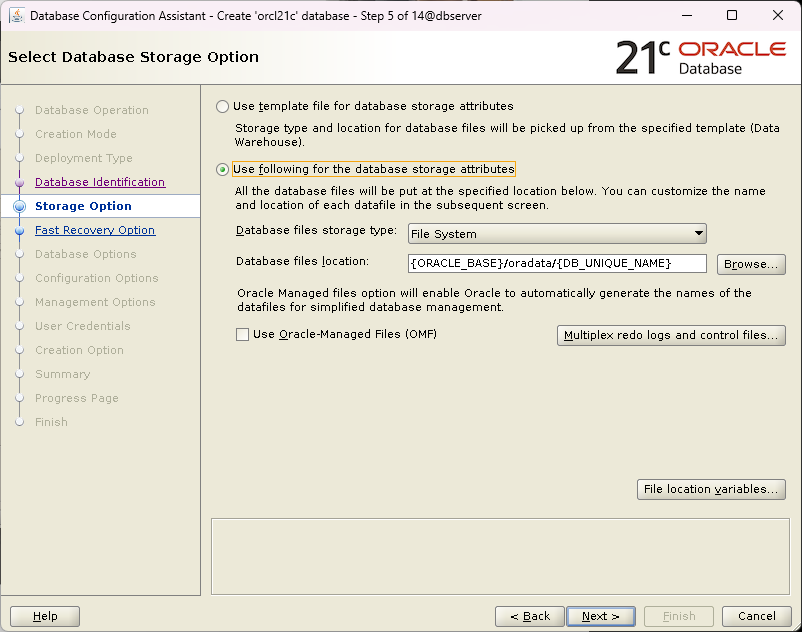 Database Configuration Assistant - Create 'orcl21c' database - Step 5 of 14@dbserver
Select Database Storage Option
21c ORACLE
Database
Database Operation
Creation Mode
Deployment Type
Database Identification
Storage Option
Fast Recovery Option
Database Options
Configuration Options
Management Options
User Credentials
Creation Option
Summary
Progress Page
Finish
Use template file for database storage attributes
Storage type and location for database files will be picked up from the specified template (Data
Warehouse).
Use following for the database storage attributes
All the database files will be put at the specified location below. You can customize the name
and location of each datafile in the subsequent screen.
Database files storage type: File System
Database files location: {ORACLE_BASE}/oradata/{DB_UNIQUE_NAME} Browse...
Oracle Managed files option will enable Oracle to automatically generate the names of the
datafiles for simplified database management.
Use Oracle-Managed Files (OMF) Multiplex redo logs and control files...
File location variables...
Help < Back Next > Finish Cancel